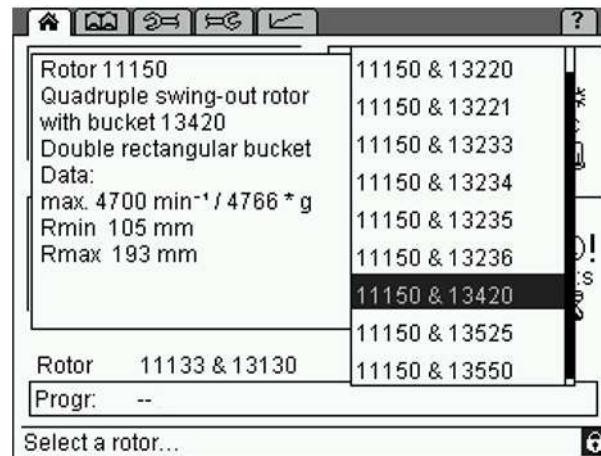 ?
Rotor 11150
Quadruple swing-out rotor
with bucket 13420
Double rectangular bucket
Data:
max. 4700 min⁻¹ / 4766 * g
Rmin 105 mm
Rmax 193 mm
11150 & 13220
11150 & 13221
11150 & 13233
11150 & 13234
11150 & 13235
11150 & 13236
11150 & 13420
11150 & 13525
11150 & 13550
Rotor 11133 & 13130
Progr: --
Select a rotor...